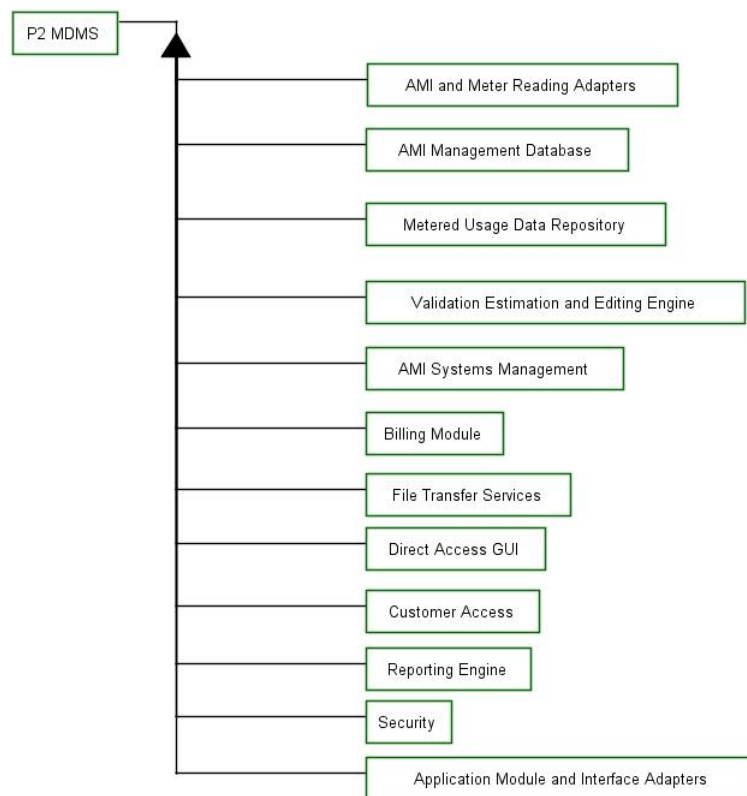 P2 MDMS
AMI and Meter Reading Adapters
AMI Management Database
Metered Usage Data Repository
Validation Estimation and Editing Engine
AMI Systems Management
Billing Module
File Transfer Services
Direct Access GUI
Customer Access
Reporting Engine
Security
Application Module and Interface Adapters